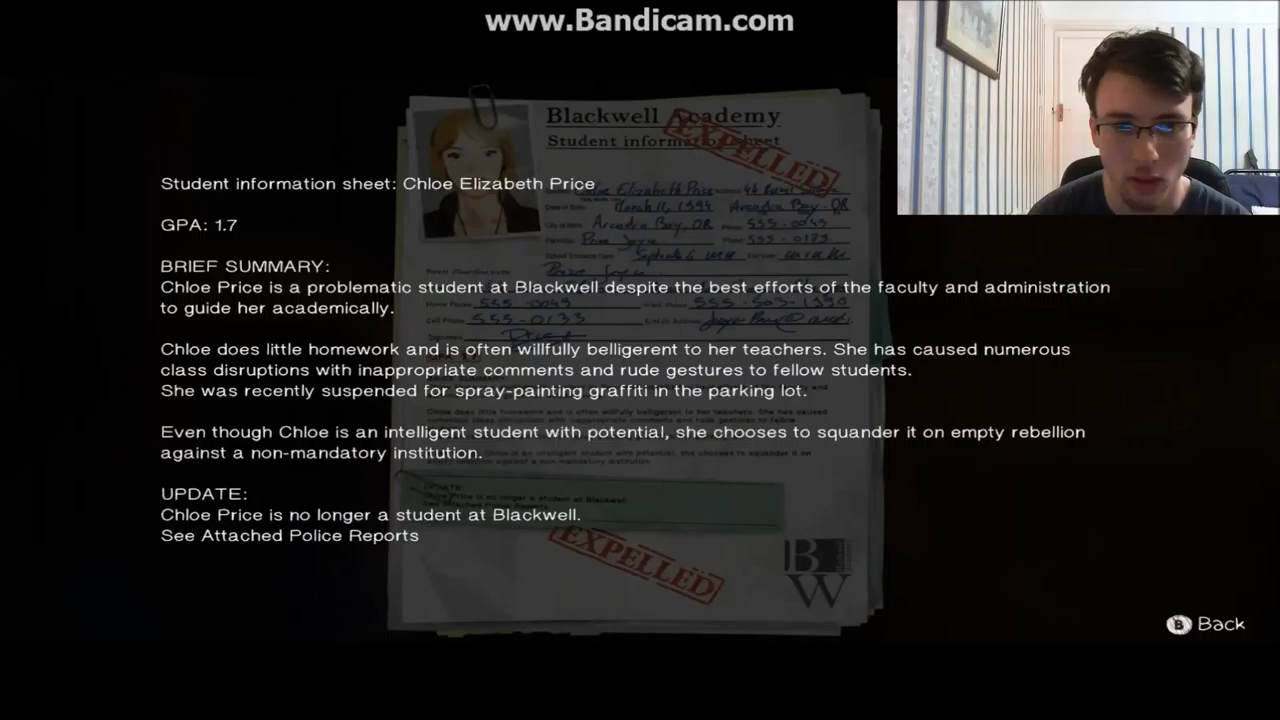 www.Bandicam.com
Blackwell Academy
Student information sheet
EXPELLED
Student information sheet: Chloe Elizabeth Price
GPA: 1.7
BRIEF SUMMARY:
Chloe Price is a problematic student at Blackwell despite the best efforts of the faculty and administration
to guide her academically.
Chloe does little homework and is often willfully belligerent to her teachers. She has caused numerous
class disruptions with inappropriate comments and rude gestures to fellow students.
She was recently suspended for spray-painting graffiti in the parking lot.
Even though Chloe is an intelligent student with potential, she chooses to squander it on empty rebellion
against a non-mandatory institution.
UPDATE:
Chloe Price is no longer a student at Blackwell.
See Attached Police Reports
EXPELLED
BW
B Back